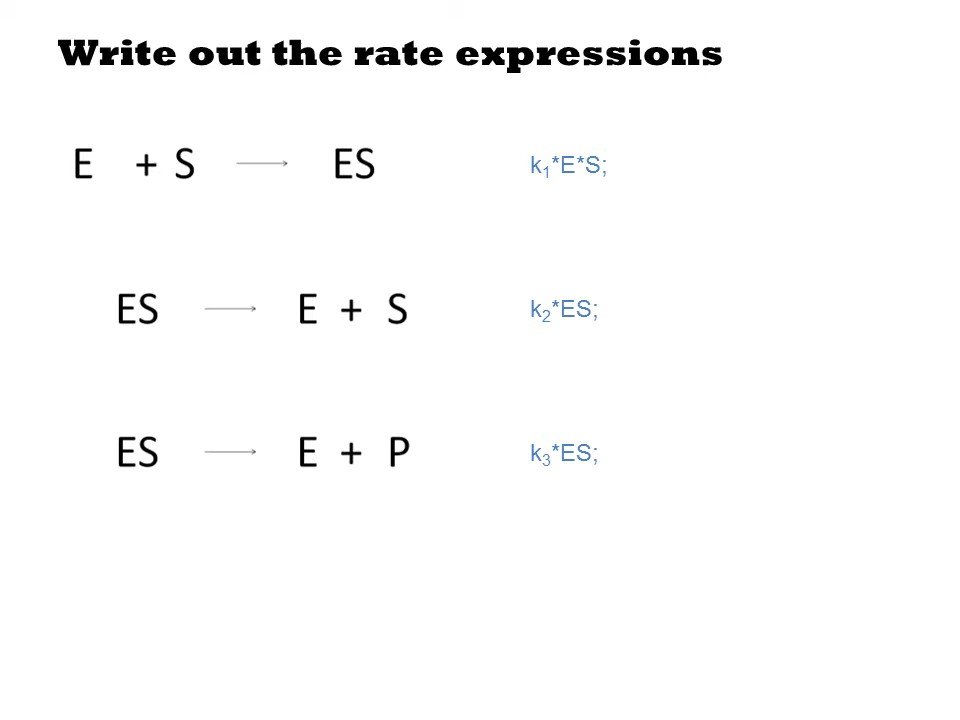 Write out the rate expressions
E + S ⟶ ES k₁*E*S;
ES ⟶ E + S k₂*ES;
ES ⟶ E + P k₃*ES;